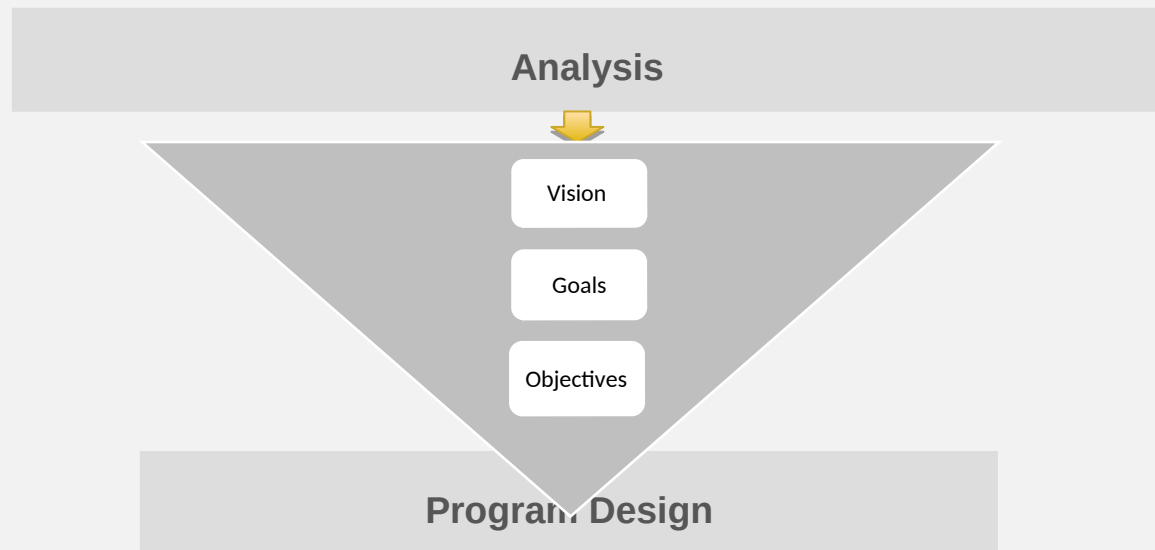 Analysis
Vision
Goals
Objectives
Program Design